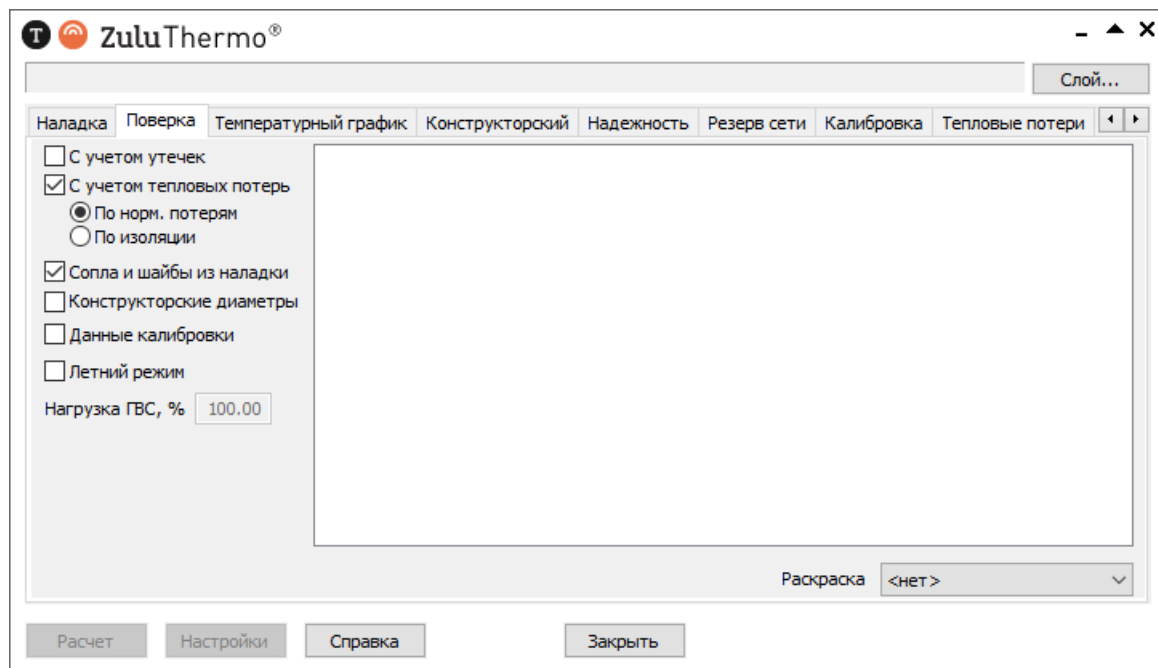 T ZuluThermo®
Слой...
Наладка Поверка Температурный график Конструкторский Надежность Резерв сети Калибровка Тепловые потери
С учетом утечек
С учетом тепловых потерь
По норм. потерям
По изоляции
Сопла и шайбы из наладки
Конструкторские диаметры
Данные калибровки
Летний режим
Нагрузка ГВС, % 100.00
Раскраска <нет>
Расчет Настройки Справка Закрыть